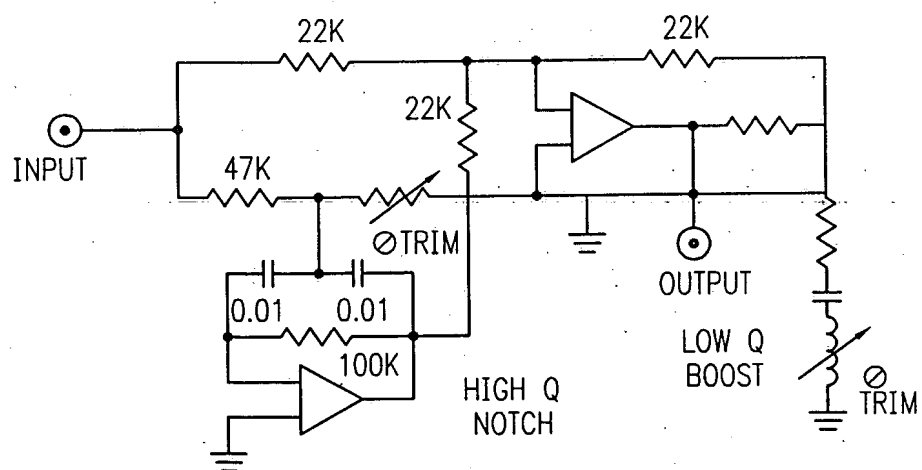 22K
22K
22K
INPUT
47K
∅ TRIM
OUTPUT
0.01
0.01
100K
LOW Q
BOOST
∅
TRIM
HIGH Q
NOTCH